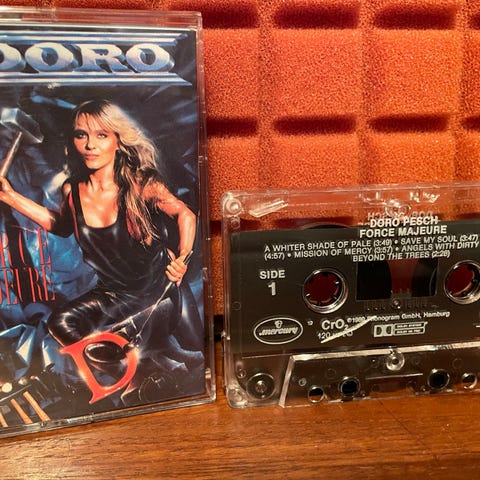 DORO
DORO PESCH
FORCE MAJEURE
A WHITER SHADE OF PALE (3:49) • SAVE MY SOUL (3:47)
(4:57) • MISSION OF MERCY (3:57) • ANGELS WITH DIRTY
BEYOND THE TREES (2:28)
SIDE
1
mercury
CrO2
DOLBY SYSTEM
Phonogram GmbH, Hamburg
D